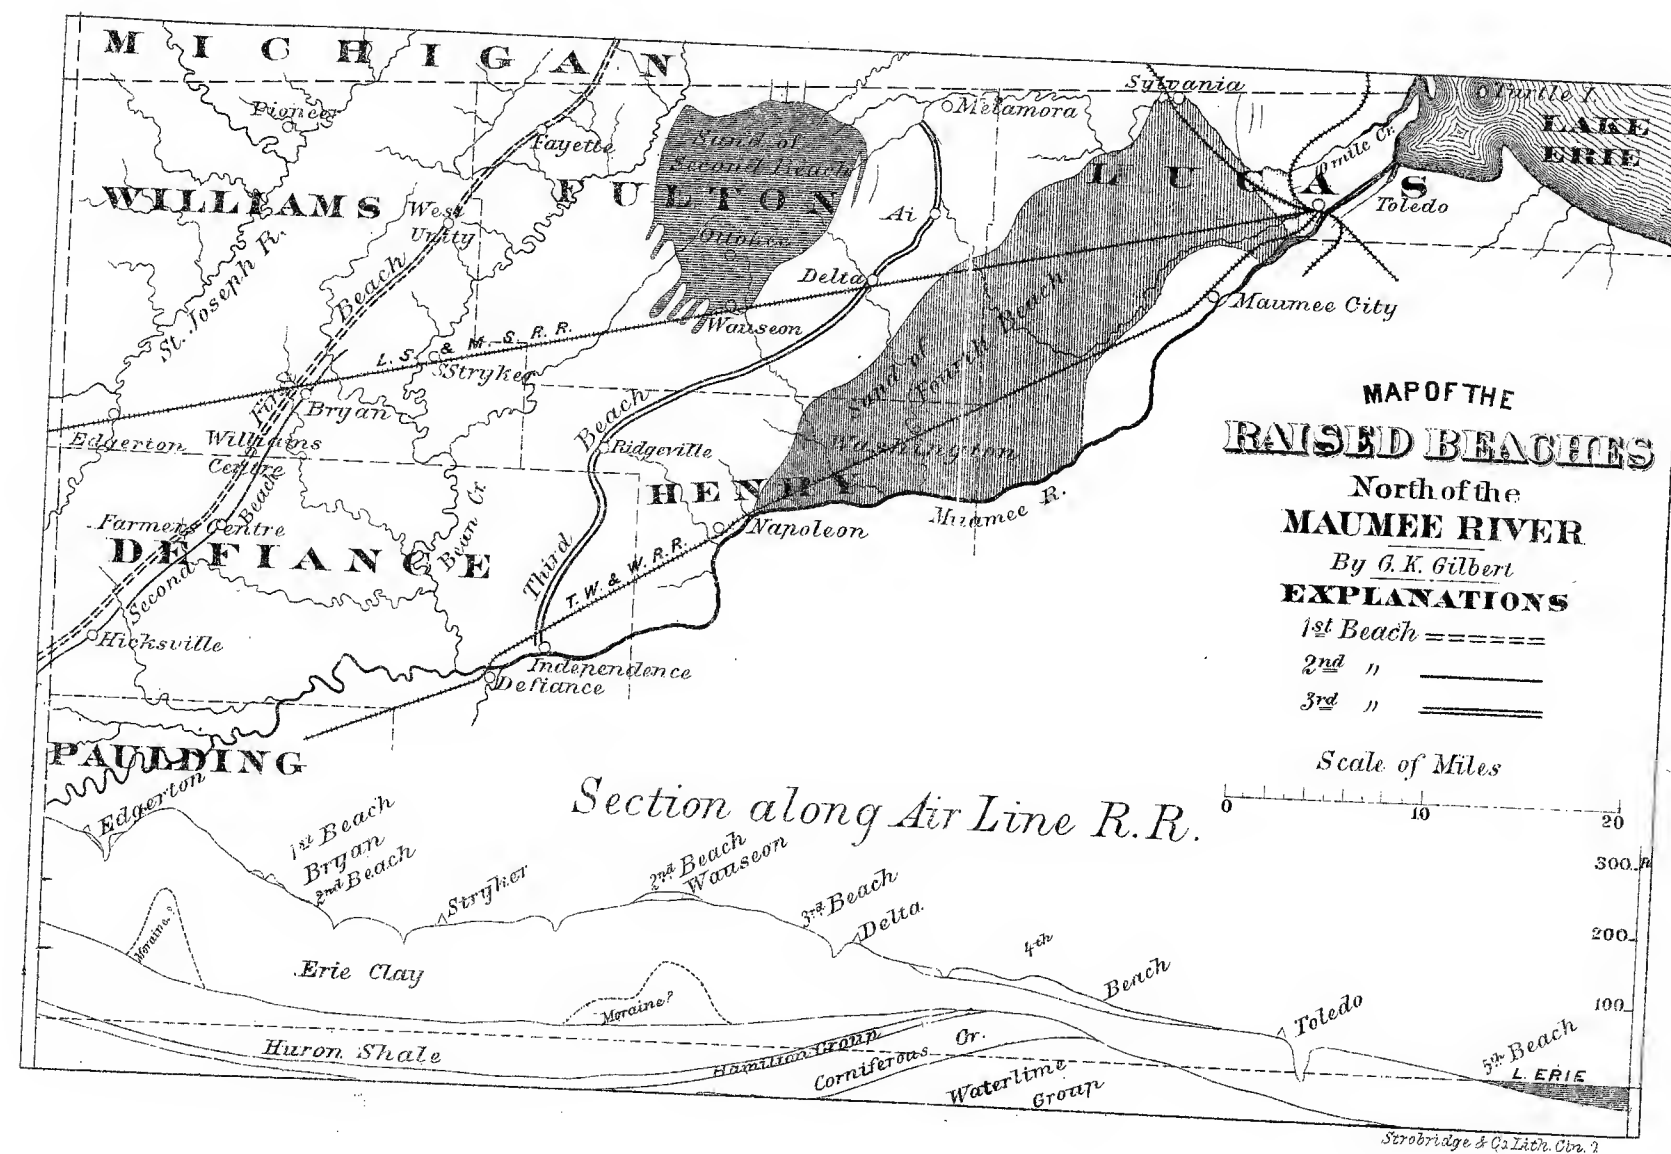 MICHIGAN
Pioneer
Fayette
Metamora
Sylvania
Turtle I.
LAKE
ERIE
WILLIAMS
West
Unity
FULTON
Sand of
Second Beach
Ottokee
Ai
LUCAS
mile Cr.
Toledo
St. Joseph R.
Beach
Delta
Maumee City
L. S. & M. S. R. R.
Stryker
Wauseon
Sand of
Fourth Beach
Edgerton
First
Bryan
Williams
Centre
Beach
Beach
Ridgeville
Washington
HENRY
Farmers Centre
DEFIANCE
Bean Cr.
Napoleon
Muamee R.
Second
Third
T. W. & W. R. R.
Hicksville
Independence
Defiance
PAULDING
MAP OF THE
RAISED BEACHES
North of the
MAUMEE RIVER
By G. K. Gilbert
EXPLANATIONS
1st Beach
2nd "
3rd "
Scale of Miles
0 10 20
Section along Air Line R.R.
Edgerton
1st Beach
Bryan
2nd Beach
Stryker
2nd Beach
Wauseon
3rd Beach
Delta
4th Beach
Toledo
5th Beach
L. ERIE
300 ft
200
100
Moraine?
Erie Clay
Moraine?
Huron Shale
Hamilton Group
Corniferous Gr.
Waterlime
Group
Strobridge & Co. Lith. Cin. O.